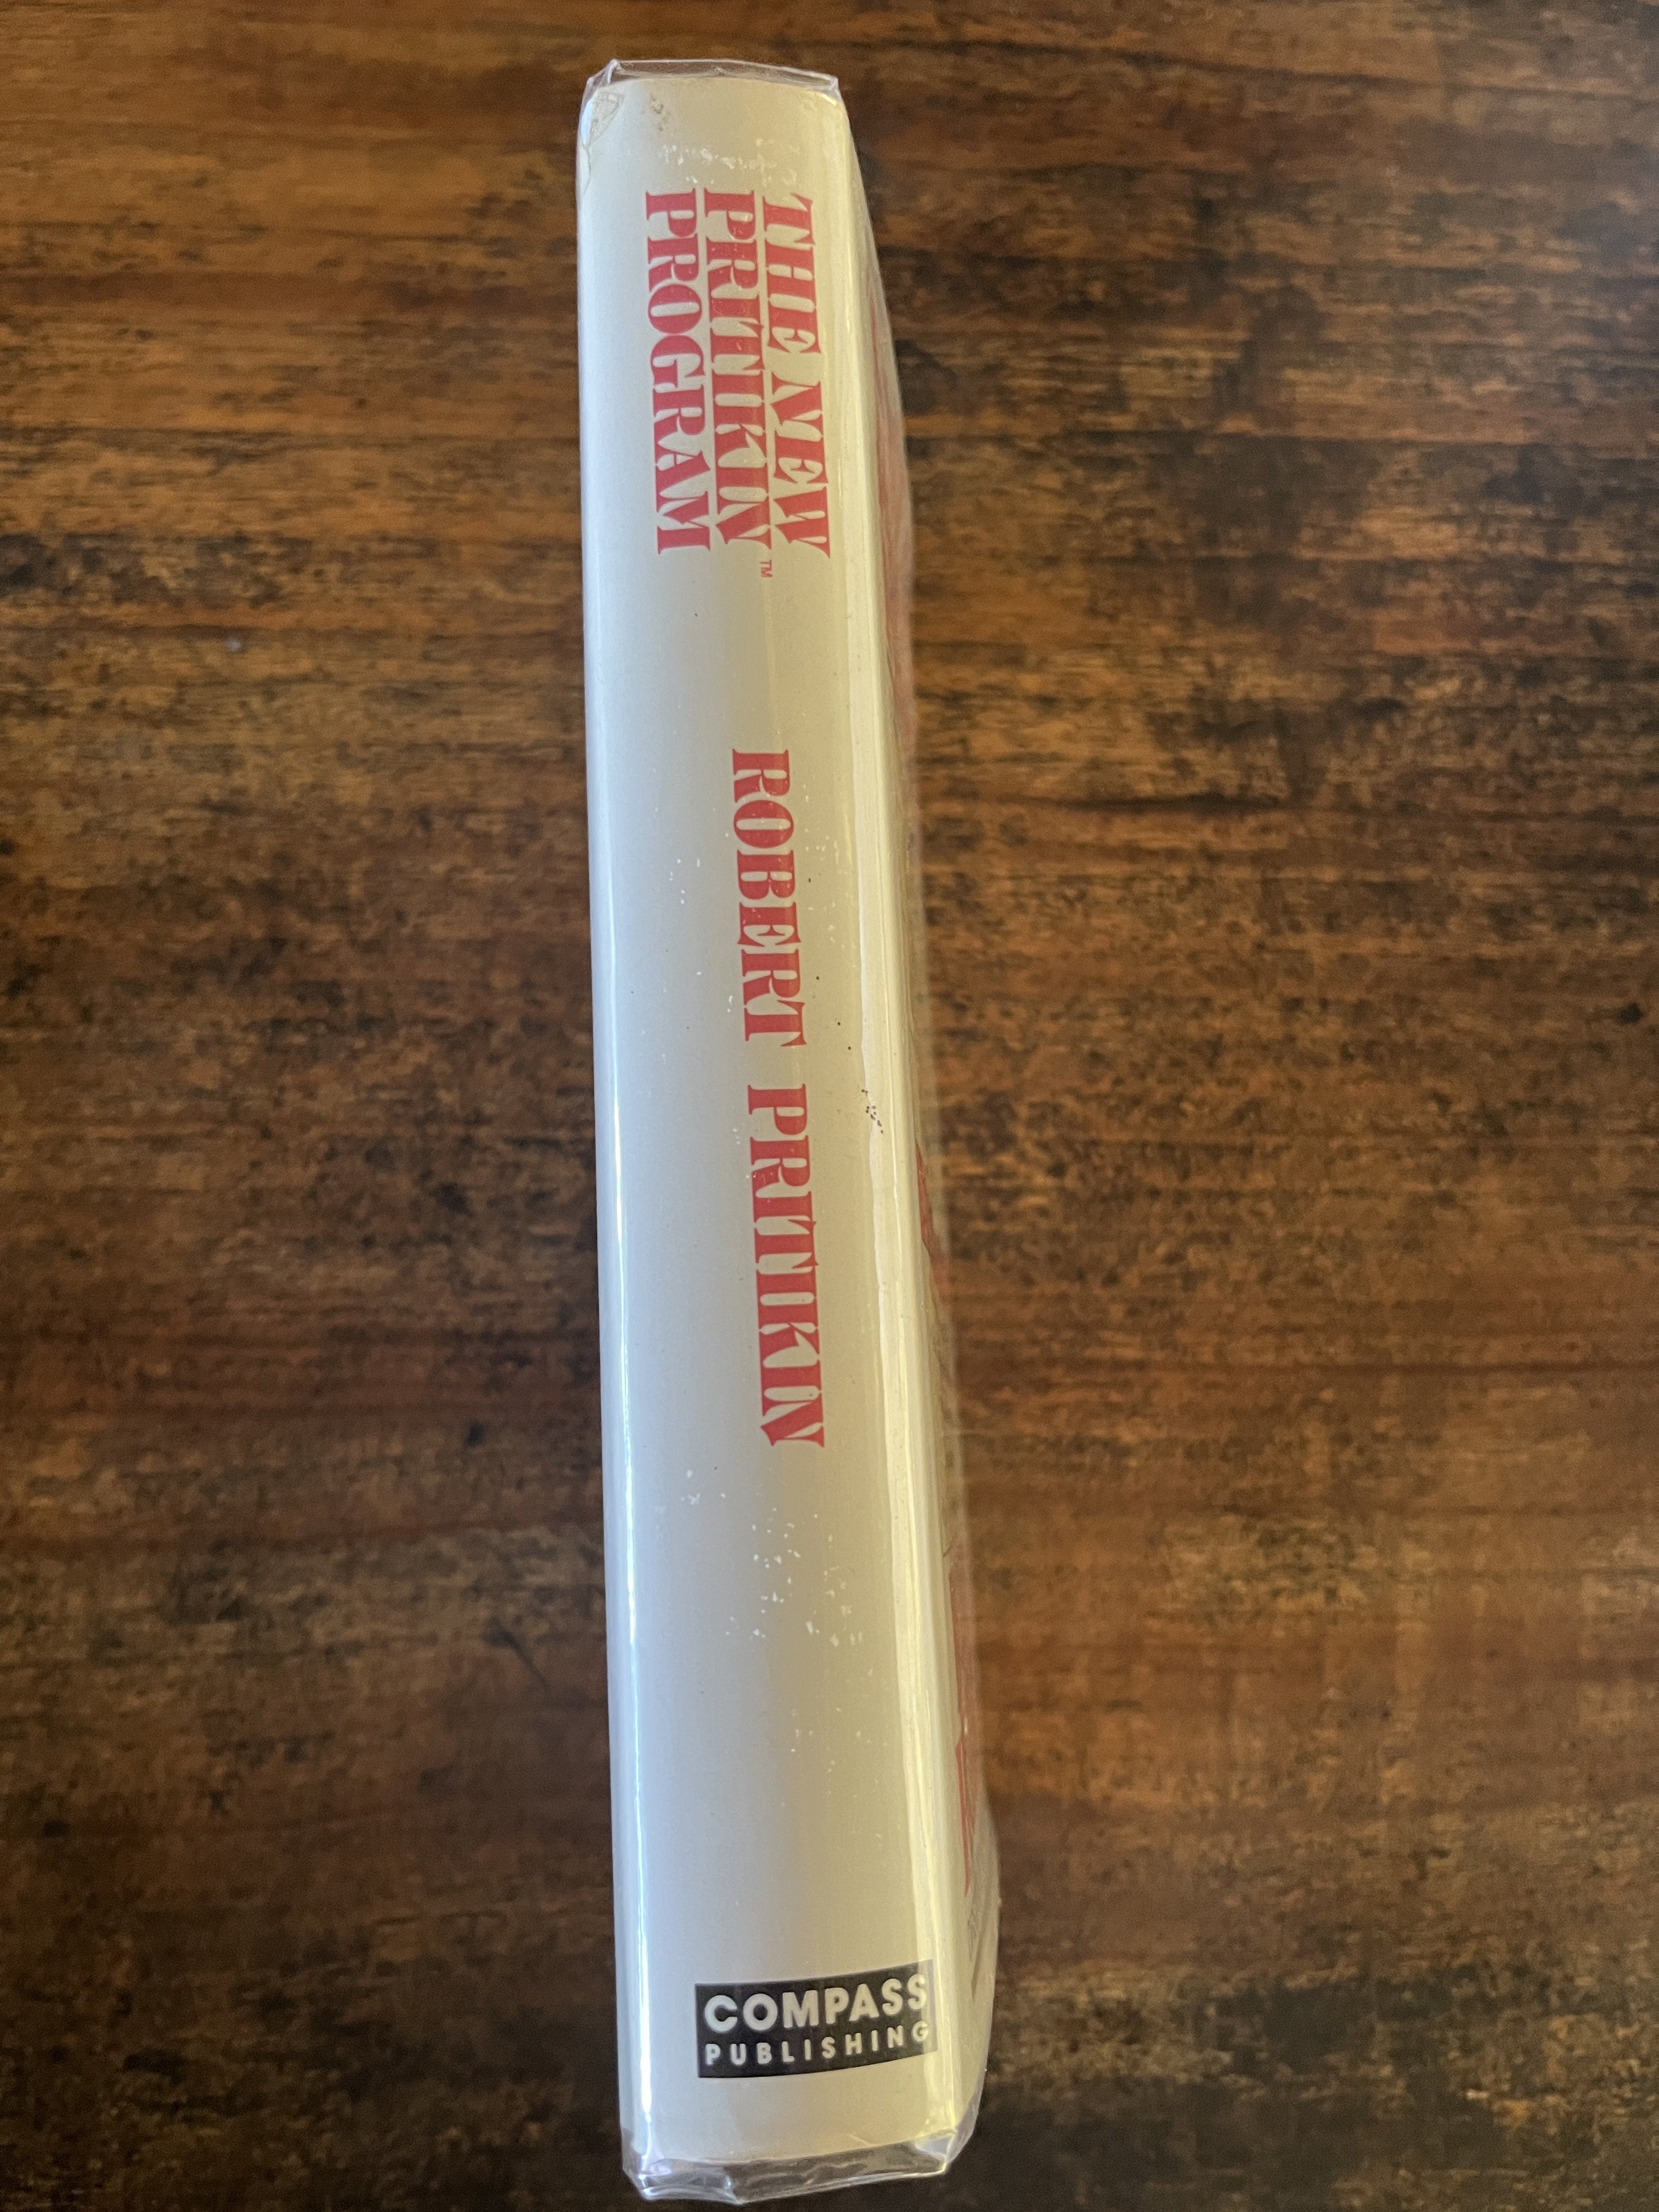 THE NEW
PRITIKIN™
PROGRAM
ROBERT PRITIKIN
COMPASS
PUBLISHING